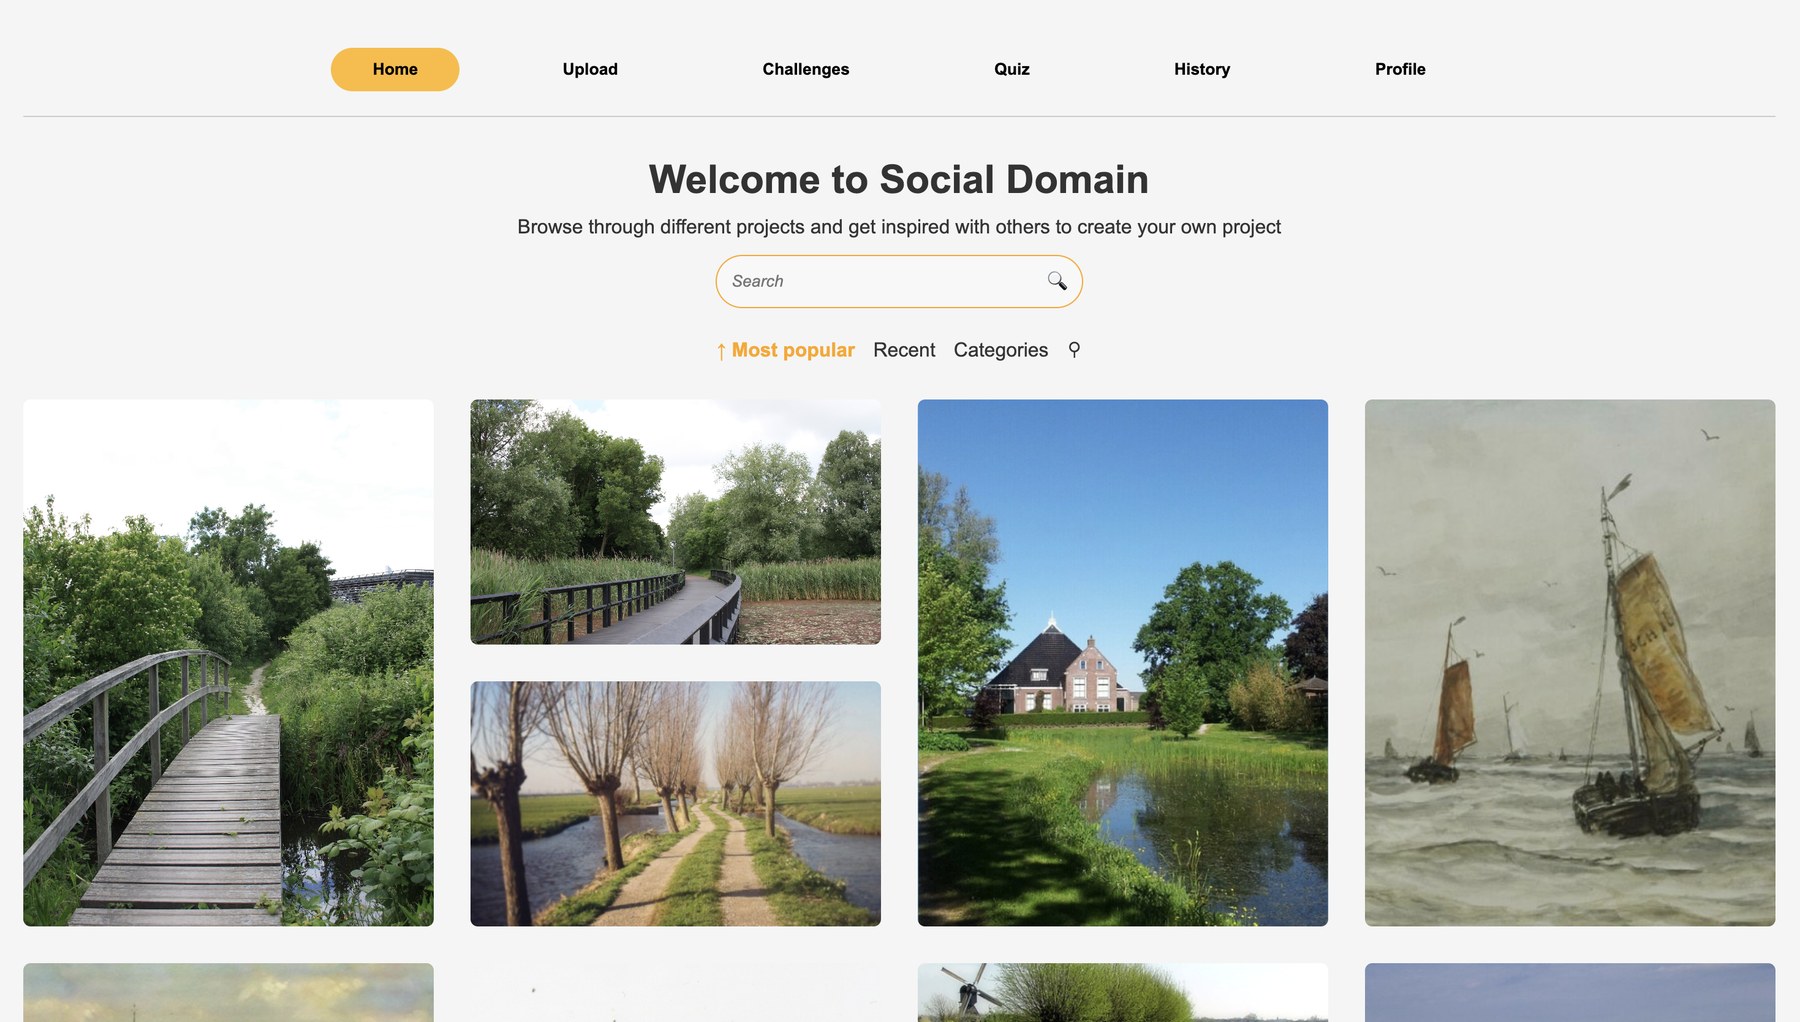 Home Upload Challenges Quiz History Profile
Welcome to Social Domain
Browse through different projects and get inspired with others to create your own project
Search
↑ Most popular Recent Categories